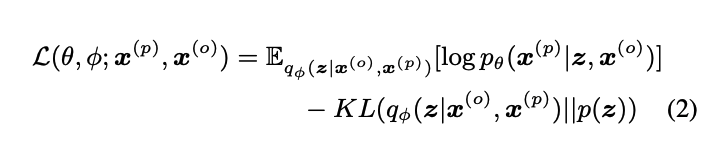 ℒ(θ, ϕ; 𝒙⁽ᵖ⁾, 𝒙⁽ᵒ⁾) = 𝔼_{q_ϕ(𝒛|𝒙⁽ᵒ⁾,𝒙⁽ᵖ⁾)}[log p_θ(𝒙⁽ᵖ⁾|𝒛, 𝒙⁽ᵒ⁾)]
− KL(q_ϕ(𝒛|𝒙⁽ᵒ⁾, 𝒙⁽ᵖ⁾)||p(𝒛)) (2)